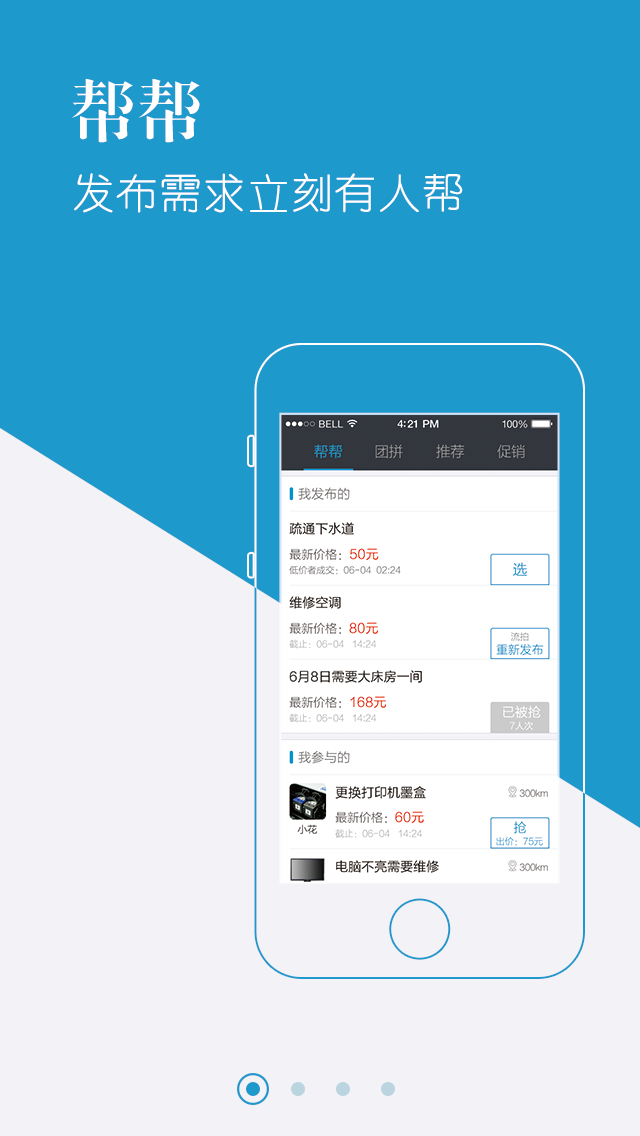 帮帮
发布需求立刻有人帮
BELL 4:21 PM 100%
帮帮 团拼 推荐 促销
我发布的
疏通下水道
最新价格：50元
低价者成交：06-04 02:24
选
维修空调
最新价格：80元
截止：06-04 14:24
流拍
重新发布
6月8日需要大床房一间
最新价格：168元
截止：06-04 14:24
已被抢
7人次
我参与的
更换打印机墨盒 300km
最新价格：60元
小花
截止：06-04 14:24
抢
出价：75元
电脑不亮需要维修 300km